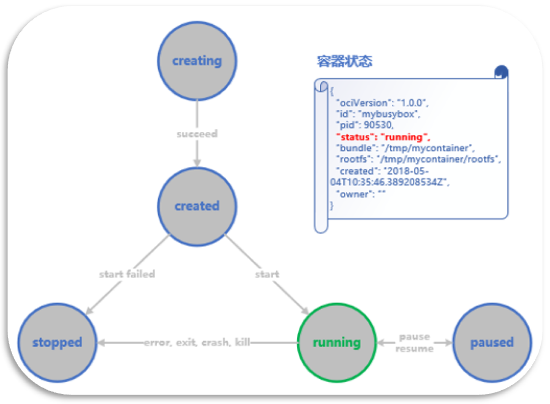 creating
容器状态
{
"ociVersion": "1.0.0",
"id": "mybusybox",
"pid": 90530,
"status": "running",
"bundle": "/tmp/mycontainer",
"rootfs": "/tmp/mycontainer/rootfs",
"created": "2018-05-
04T10:35:46.389208534Z",
"owner": ""
}
succeed
created
start failed
start
stopped
error, exit, crash, kill
running
pause
resume
paused